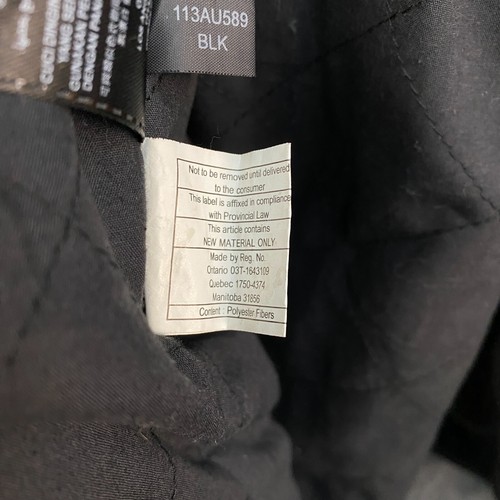 113AU589
BLK
Not to be removed until delivered
to the consumer
This label is affixed in compliance
with Provincial Law
This article contains
NEW MATERIAL ONLY
Made by Reg. No.
Ontario 03T-1643109
Quebec 1750-4374
Manitoba 31856
Content : Polyester Fibers